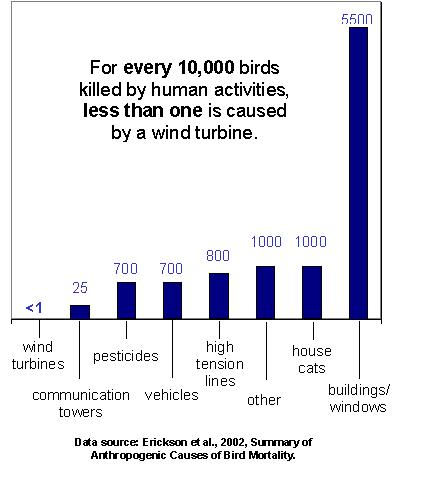 For every 10,000 birds
killed by human activities,
less than one is caused
by a wind turbine.
<1
25
700
700
800
1000
1000
5500
wind
turbines
communication
towers
pesticides
vehicles
high
tension
lines
other
house
cats
buildings/
windows
Data source: Erickson et al., 2002, Summary of
Anthropogenic Causes of Bird Mortality.